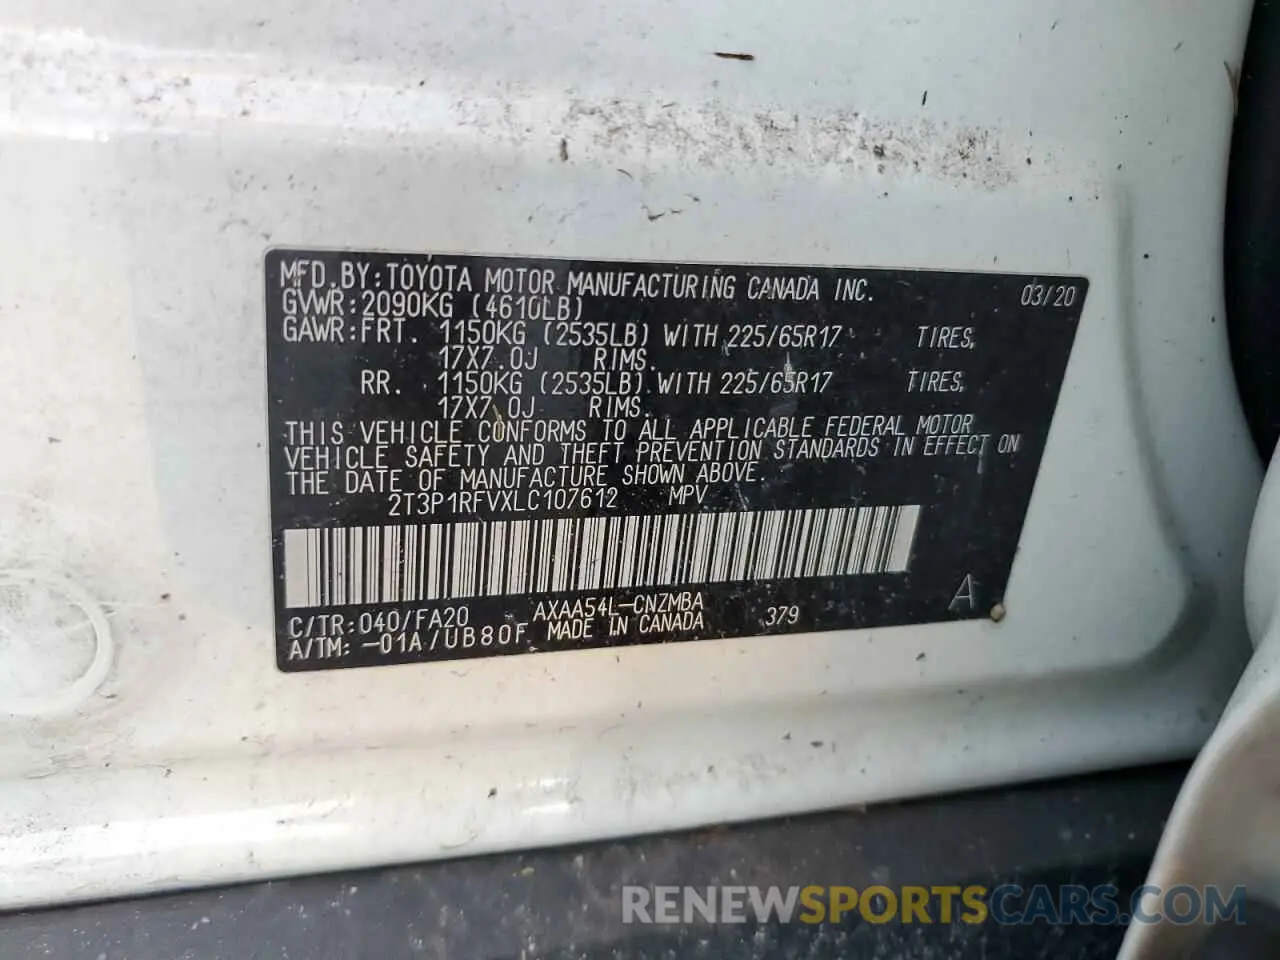 MFD.BY:TOYOTA MOTOR MANUFACTURING CANADA INC. 03/20
GVWR:2090KG (4610LB)
GAWR:FRT. 1150KG (2535LB) WITH 225/65R17 TIRES,
17X7.0J RIMS.
RR. 1150KG (2535LB) WITH 225/65R17 TIRES,
17X7.0J RIMS.
THIS VEHICLE CONFORMS TO ALL APPLICABLE FEDERAL MOTOR
VEHICLE SAFETY AND THEFT PREVENTION STANDARDS IN EFFECT ON
THE DATE OF MANUFACTURE SHOWN ABOVE.
2T3P1RFVXLC107612 MPV
C/TR:040/FA20 AXAA54L-CNZMBA 379 A
A/TM:-01A/UB80F MADE IN CANADA
RENEWSPORTSCARS.COM